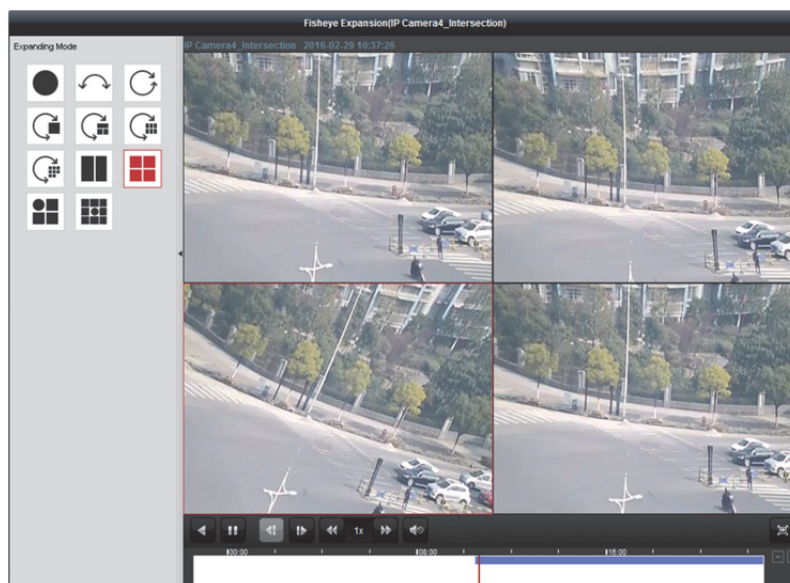 Fisheye Expansion(IP Camera4_Intersection)
Expanding Mode
IP Camera4_Intersection 2016-02-29 10:37:26
1x
00:00 08:00 16:00